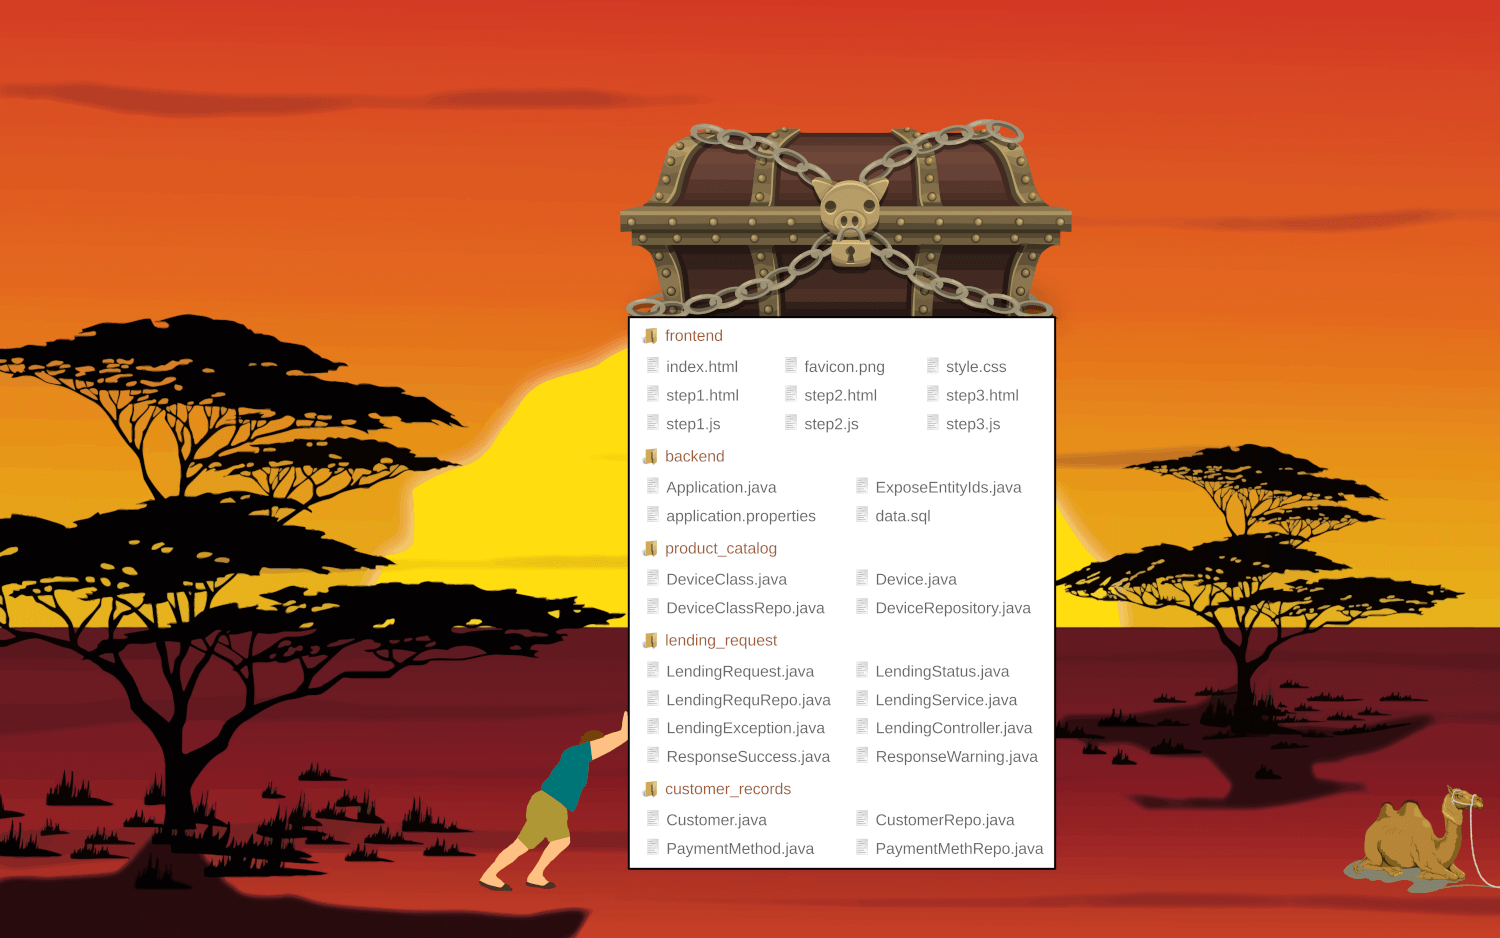 frontend
index.html favicon.png style.css
step1.html step2.html step3.html
step1.js step2.js step3.js
backend
Application.java ExposeEntityIds.java
application.properties data.sql
product_catalog
DeviceClass.java Device.java
DeviceClassRepo.java DeviceRepository.java
lending_request
LendingRequest.java LendingStatus.java
LendingRequRepo.java LendingService.java
LendingException.java LendingController.java
ResponseSuccess.java ResponseWarning.java
customer_records
Customer.java CustomerRepo.java
PaymentMethod.java PaymentMethRepo.java